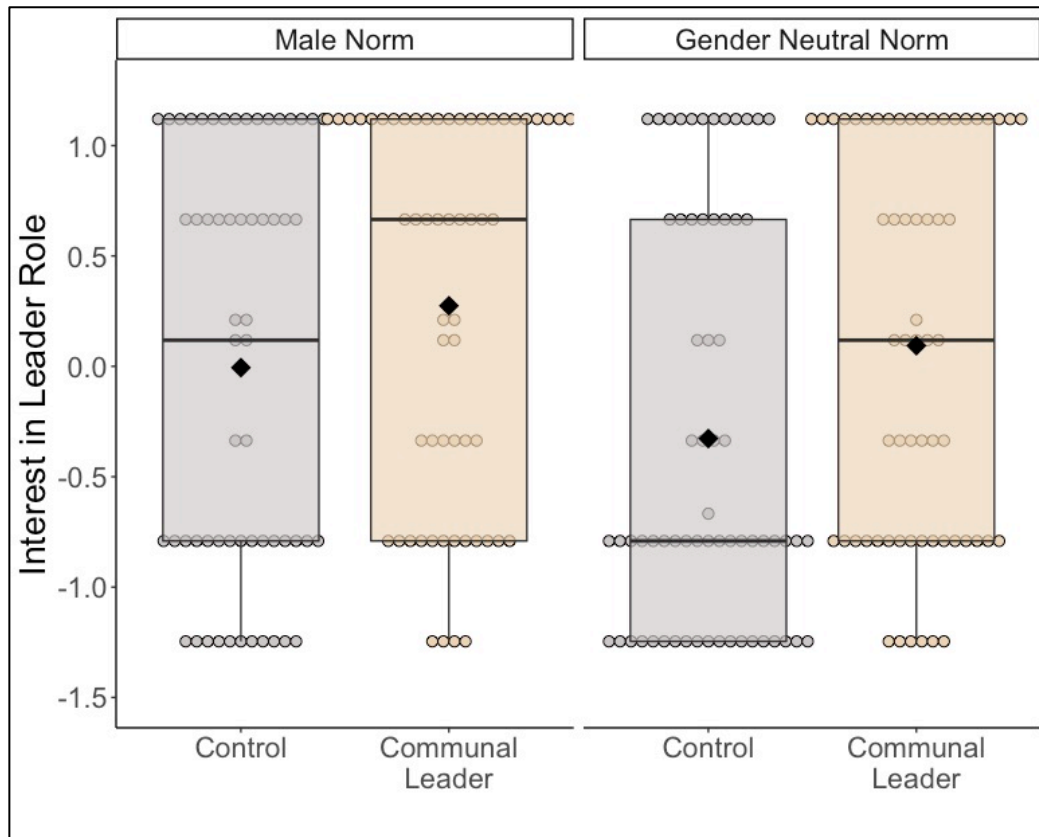 Male Norm
Gender Neutral Norm
Interest in Leader Role
1.0
0.5
0.0
-0.5
-1.0
-1.5
Control
Communal
Leader
Control
Communal
Leader